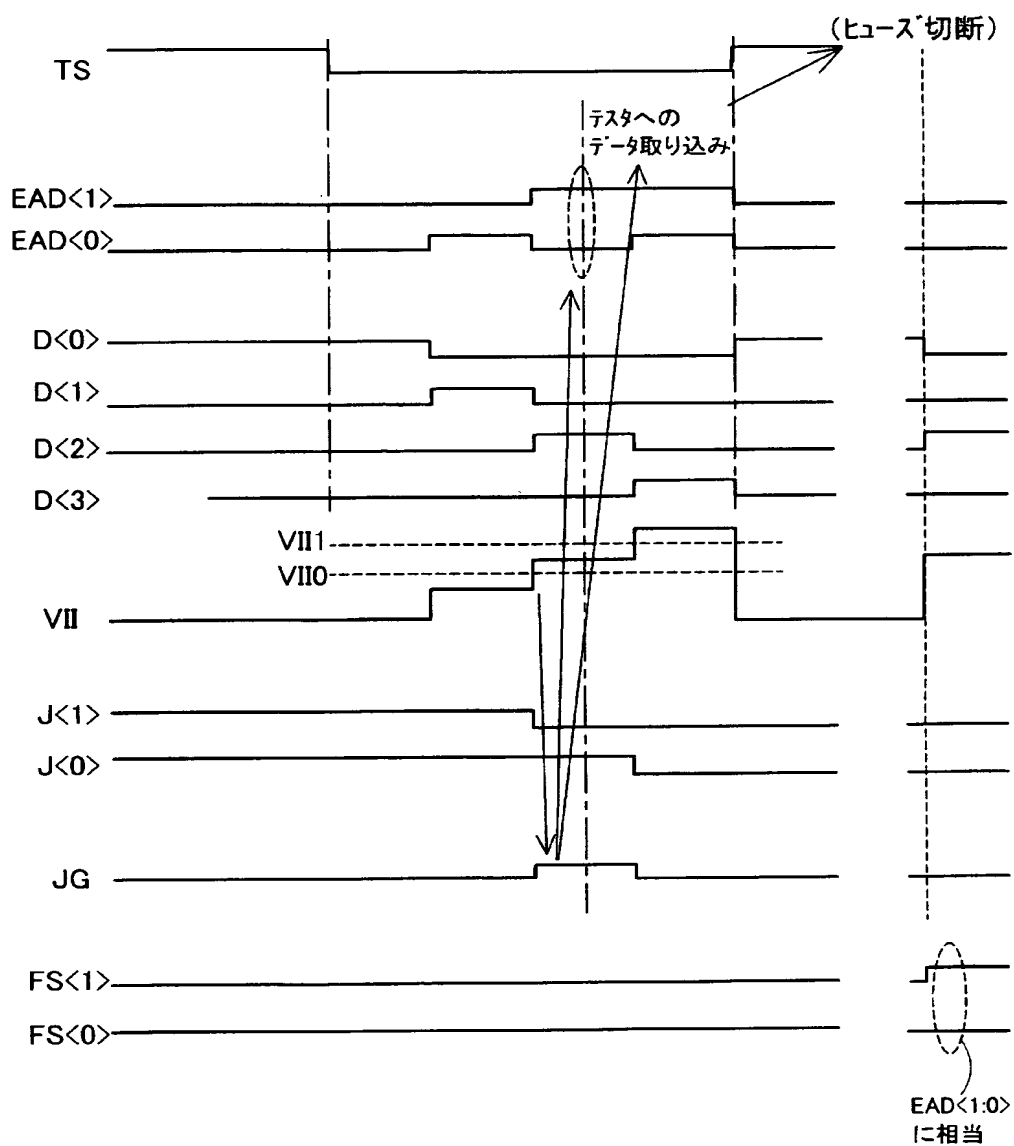 (ヒューズ切断)
TS
テスタへの
データ取り込み
EAD<1>
EAD<0>
D<0>
D<1>
D<2>
D<3>
VII1
VII0
VII
J<1>
J<0>
JG
FS<1>
FS<0>
EAD<1:0>
に相当